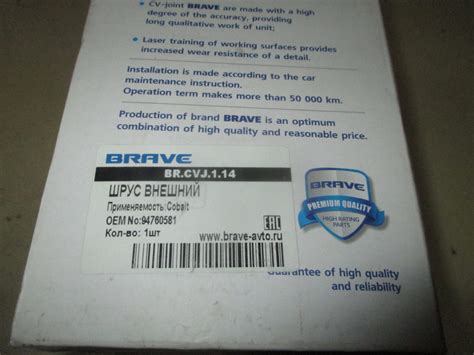 • CV-joint BRAVE are made with a high
degree of the accuracy, providing
long qualitative work of unit;
• Laser training of working surfaces provides
increased wear resistance of a detail.
Installation is made according to the car
maintenance instruction.
Operation term makes more than 50 000 km.
Production of brand BRAVE is an optimum
combination of high quality and reasonable price.
BRAVE
BR.CVJ.1.14
ШРУС ВНЕШНИЙ
Применяемость:Cobalt
OEM No:94760581
Кол-во: 1шт
www.brave-avto.ru
EAC
BRAVE
PREMIUM QUALITY
HIGH RATING
PARTS
Guarantee of high quality
and reliability